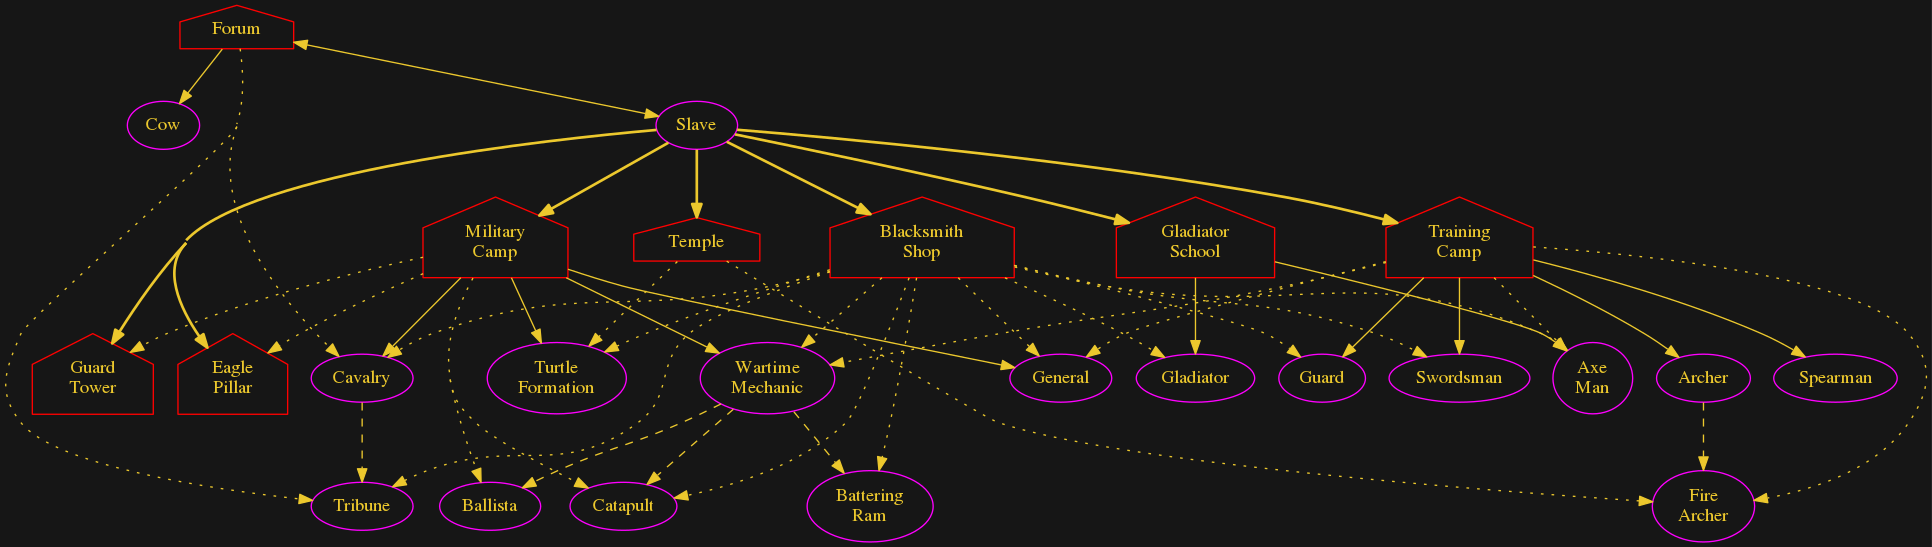 Forum
Cow
Slave
Military
Camp
Temple
Blacksmith
Shop
Gladiator
School
Training
Camp
Guard
Tower
Eagle
Pillar
Cavalry
Turtle
Formation
Wartime
Mechanic
General
Gladiator
Guard
Swordsman
Axe
Man
Archer
Spearman
Tribune
Ballista
Catapult
Battering
Ram
Fire
Archer